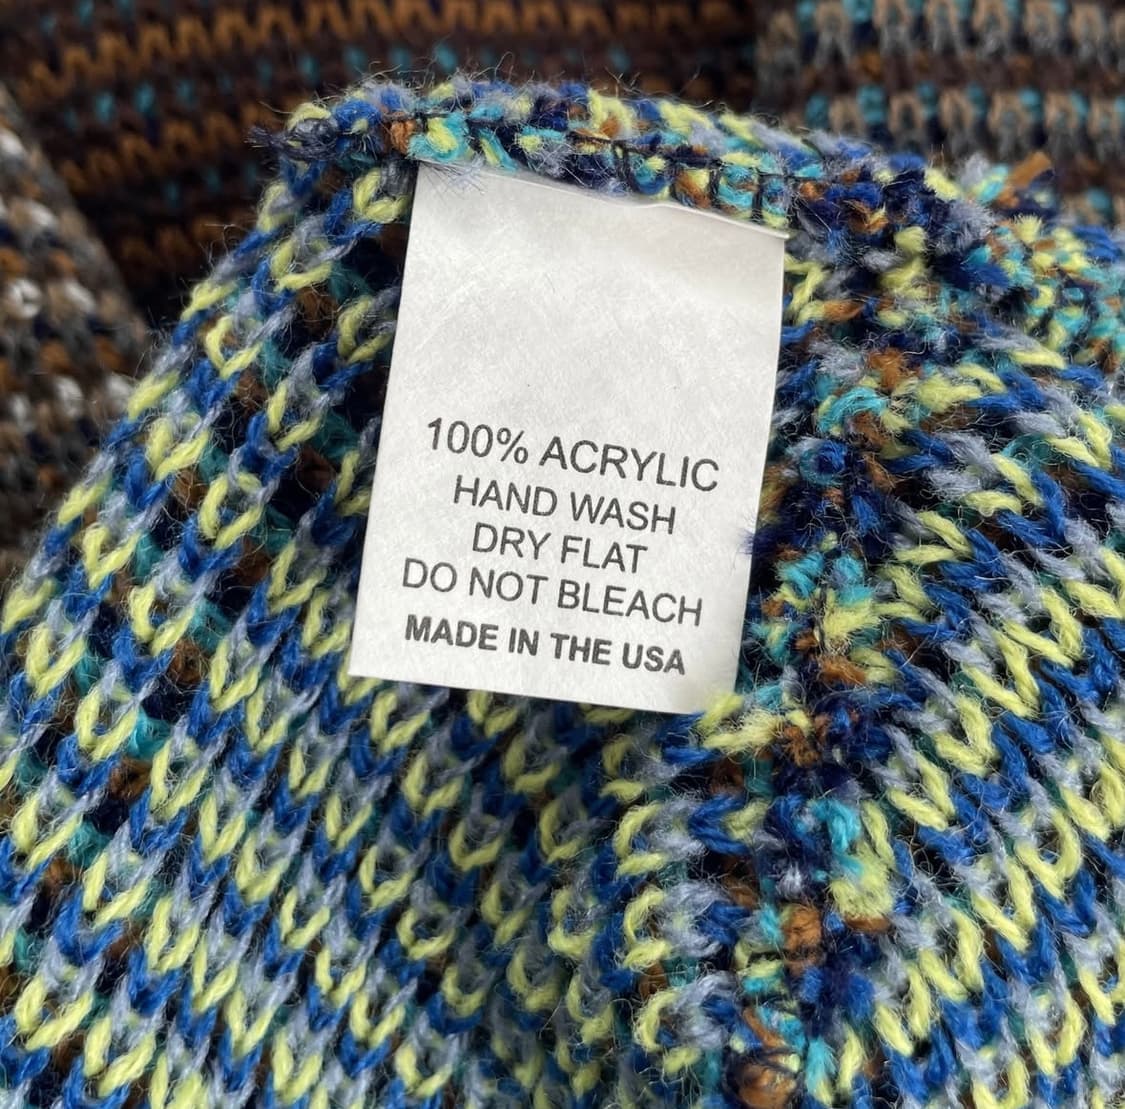 100% ACRYLIC
HAND WASH
DRY FLAT
DO NOT BLEACH
MADE IN THE USA